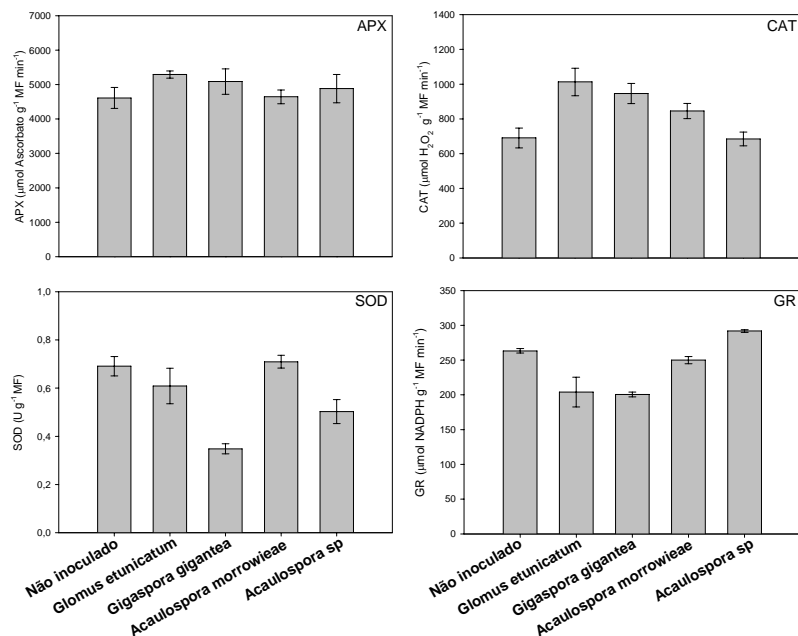 APX
APX (µmol Ascorbato g⁻¹ MF min⁻¹)
7000
6000
5000
4000
3000
2000
1000
0
CAT
CAT (µmol H₂O₂ g⁻¹ MF min⁻¹)
1400
1200
1000
800
600
400
200
0
SOD
SOD (U g⁻¹ MF)
1,0
0,8
0,6
0,4
0,2
0,0
Não inoculado
Glomus etunicatum
Gigaspora gigantea
Acaulospora morrowieae
Acaulospora sp
GR
GR (µmol NADPH g⁻¹ MF min⁻¹)
350
300
250
200
150
100
50
0
Não inoculado
Glomus etunicatum
Gigaspora gigantea
Acaulospora morrowieae
Acaulospora sp